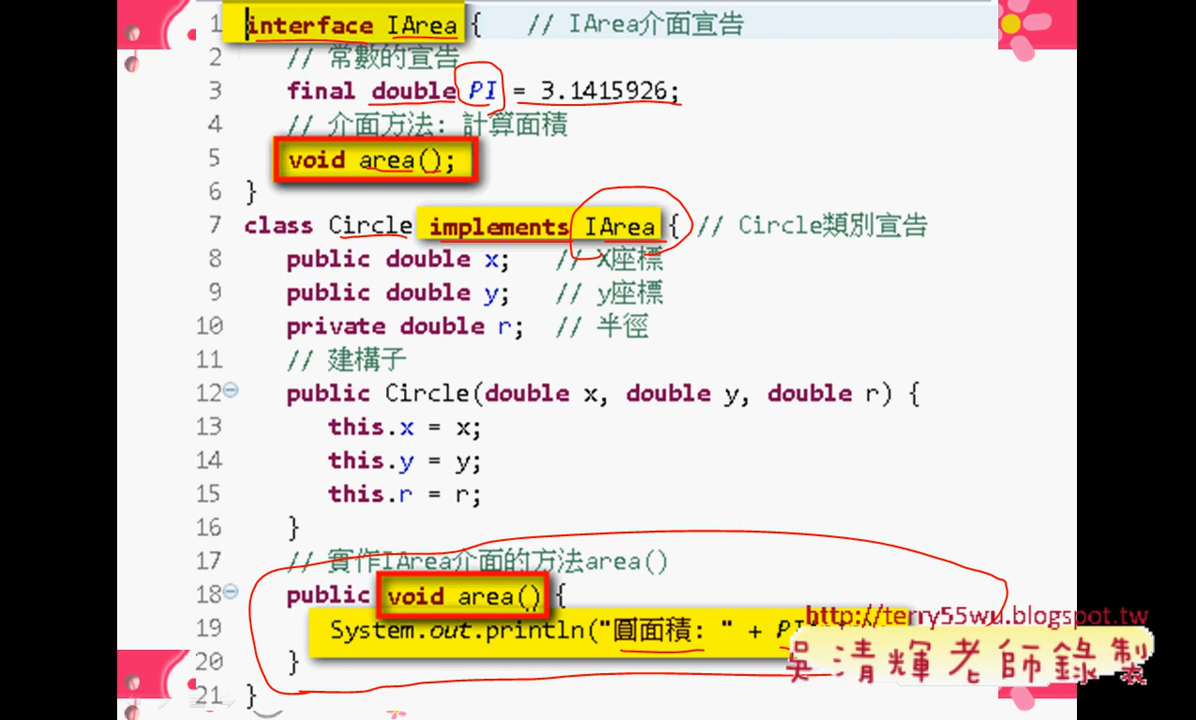 1 interface IArea { // IArea介面宣告
2 // 常數的宣告
3 final double PI = 3.1415926;
4 // 介面方法: 計算面積
5 void area();
6 }
7 class Circle implements IArea { // Circle類別宣告
8 public double x; // X座標
9 public double y; // y座標
10 private double r; // 半徑
11 // 建構子
12 public Circle(double x, double y, double r) {
13 this.x = x;
14 this.y = y;
15 this.r = r;
16 }
17 // 實作IArea介面的方法area()
18 public void area() {
19 System.out.println("圓面積: " + PI
20 }
21 }
http://terry55wu.blogspot.tw
吳清輝老師錄製